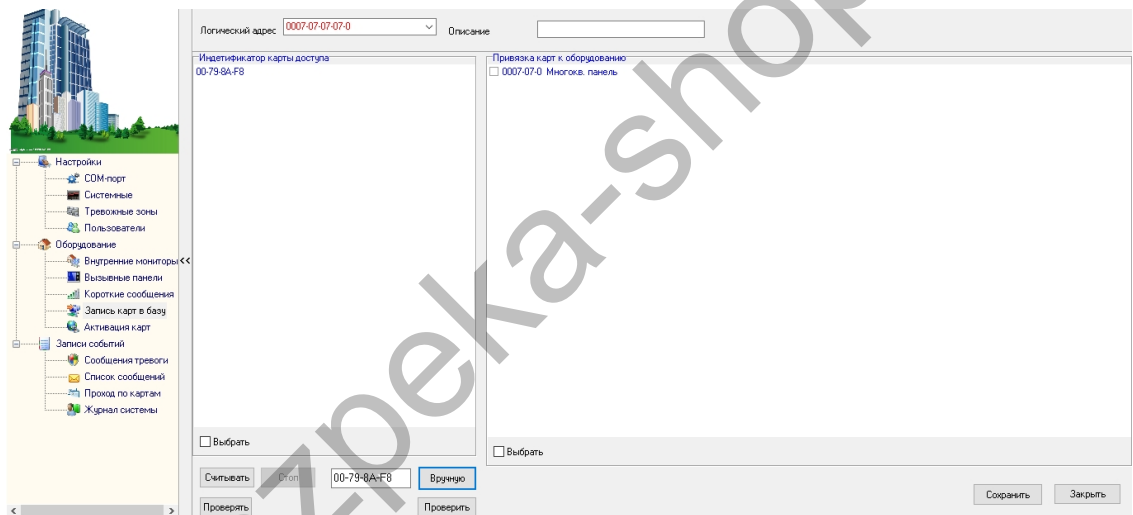 Логический адрес 0007-07-07-07-0 Описание
Индетификатор карты доступа
00-79-8A-F8
Привязка карт к оборудованию
0007-07-0 Многокв. панель
Настройки
COM-порт
Системные
Тревожные зоны
Пользователи
Оборудование
Внутренние мониторы <<
Вызывные панели
Короткие сообщения
Запись карт в базу
Активация карт
Записи событий
Сообщения тревоги
Список сообщений
Проход по картам
Журнал системы
Выбрать
Выбрать
Считывать Стоп 00-79-8A-F8 Вручную
Проверять Проверить
Сохранить Закрыть
zpeka-shop